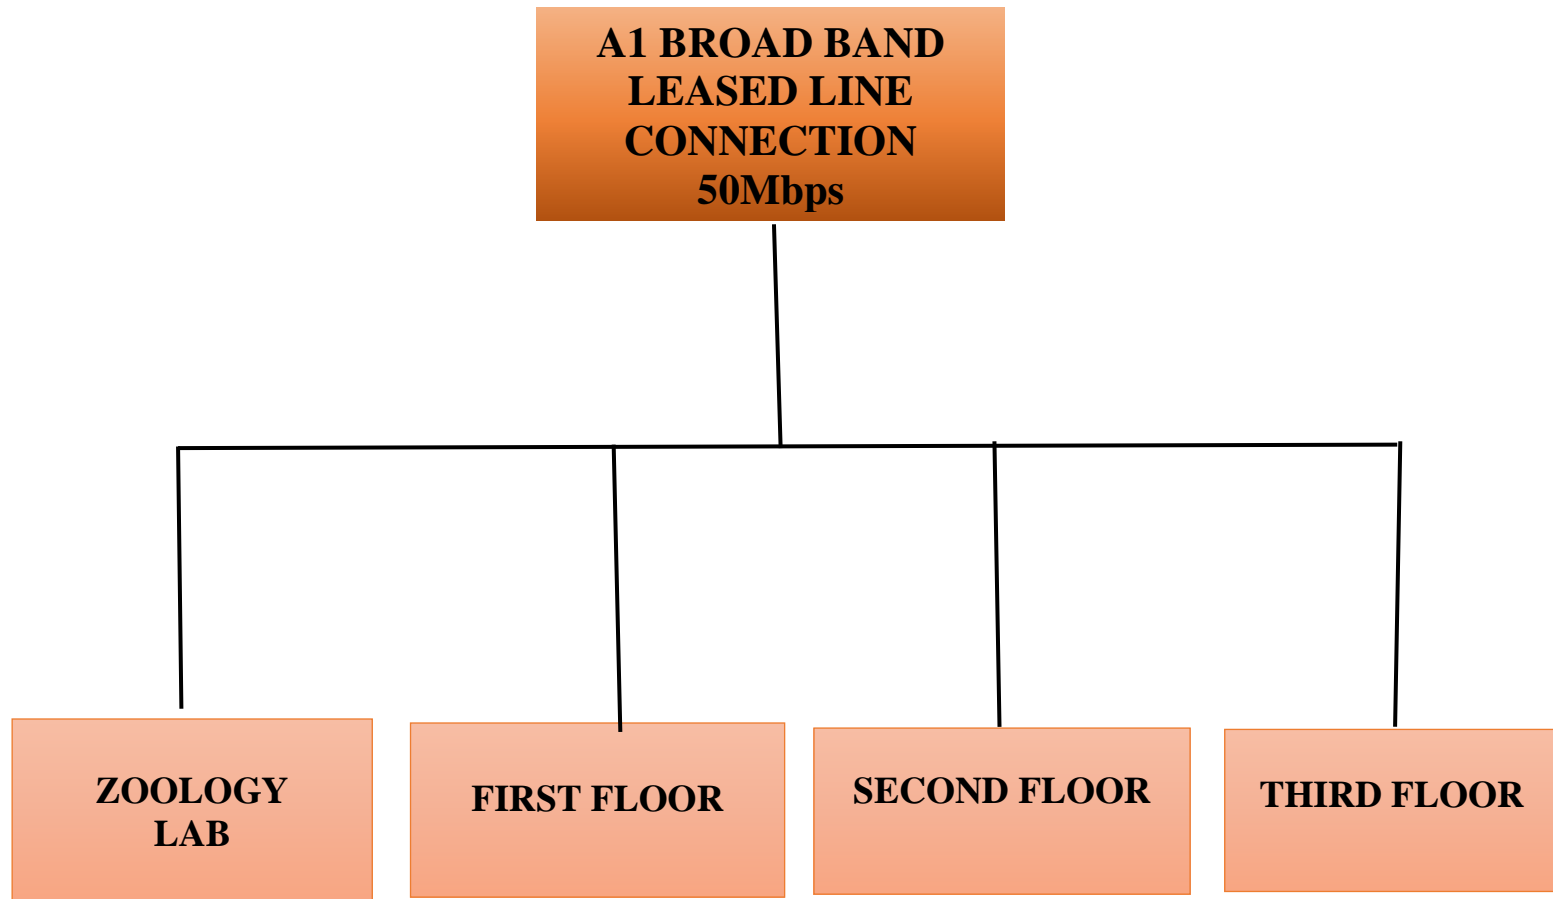 A1 BROAD BAND
LEASED LINE
CONNECTION
50Mbps
ZOOLOGY
LAB
FIRST FLOOR
SECOND FLOOR
THIRD FLOOR